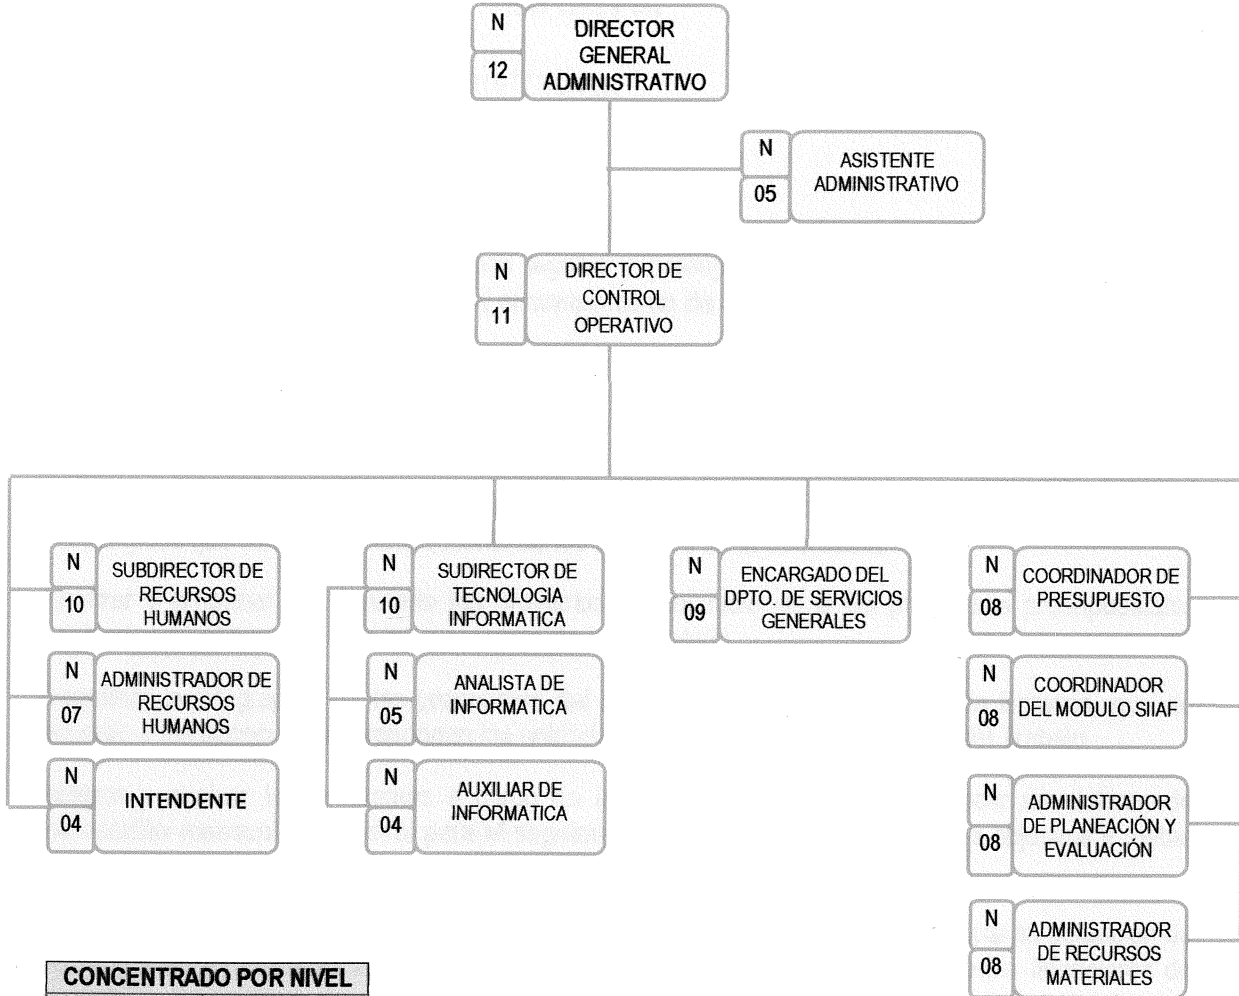 N
12
DIRECTOR
GENERAL
ADMINISTRATIVO
N
05
ASISTENTE
ADMINISTRATIVO
N
11
DIRECTOR DE
CONTROL
OPERATIVO
N
10
SUBDIRECTOR DE
RECURSOS
HUMANOS
N
10
SUDIRECTOR DE
TECNOLOGIA
INFORMATICA
N
09
ENCARGADO DEL
DPTO. DE SERVICIOS
GENERALES
N
08
COORDINADOR DE
PRESUPUESTO
N
07
ADMINISTRADOR DE
RECURSOS
HUMANOS
N
05
ANALISTA DE
INFORMATICA
N
08
COORDINADOR
DEL MODULO SIIAF
N
04
INTENDENTE
N
04
AUXILIAR DE
INFORMATICA
N
08
ADMINISTRADOR
DE PLANEACIÓN Y
EVALUACIÓN
N
08
ADMINISTRADOR
DE RECURSOS
MATERIALES
CONCENTRADO POR NIVEL